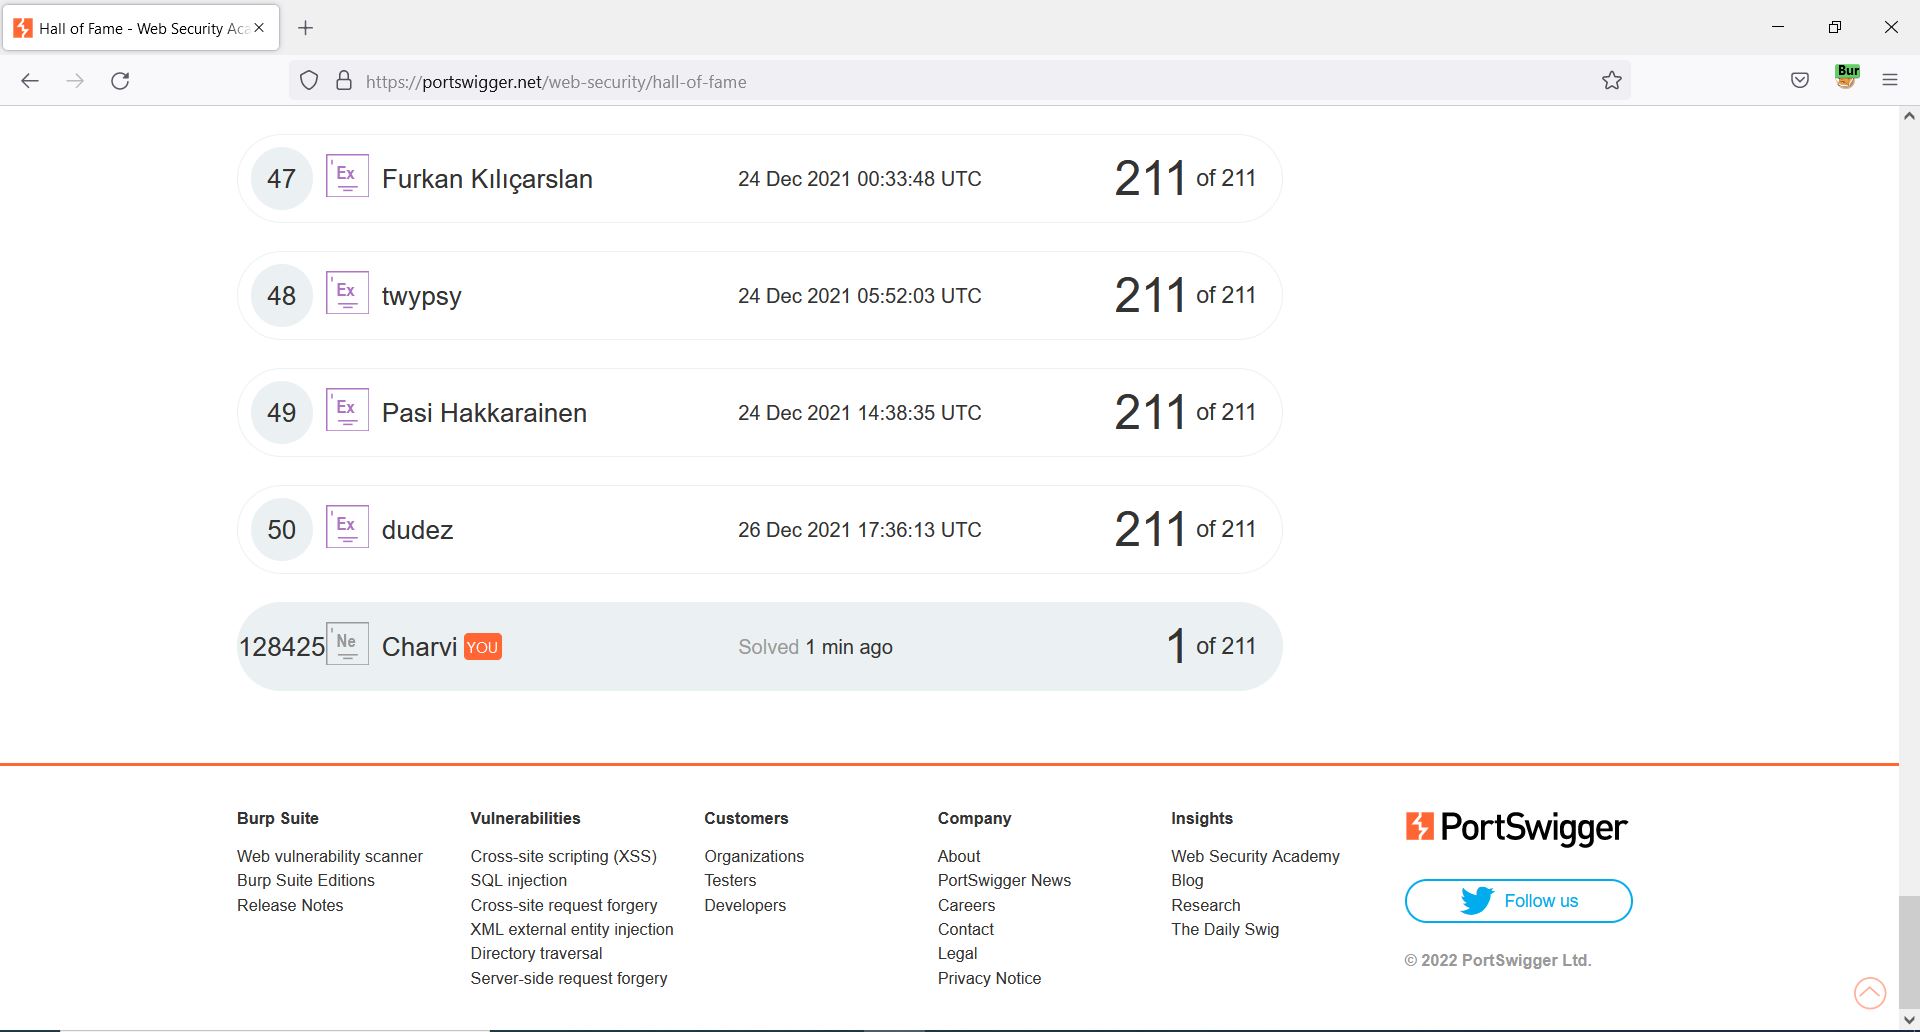 Hall of Fame - Web Security Aca
https://portswigger.net/web-security/hall-of-fame
Bur
47 Ex Furkan Kılıçarslan 24 Dec 2021 00:33:48 UTC 211 of 211
48 Ex twypsy 24 Dec 2021 05:52:03 UTC 211 of 211
49 Ex Pasi Hakkarainen 24 Dec 2021 14:38:35 UTC 211 of 211
50 Ex dudez 26 Dec 2021 17:36:13 UTC 211 of 211
128425 Ne Charvi YOU Solved 1 min ago 1 of 211
Burp Suite
Web vulnerability scanner
Burp Suite Editions
Release Notes
Vulnerabilities
Cross-site scripting (XSS)
SQL injection
Cross-site request forgery
XML external entity injection
Directory traversal
Server-side request forgery
Customers
Organizations
Testers
Developers
Company
About
PortSwigger News
Careers
Contact
Legal
Privacy Notice
Insights
Web Security Academy
Blog
Research
The Daily Swig
PortSwigger
Follow us
© 2022 PortSwigger Ltd.